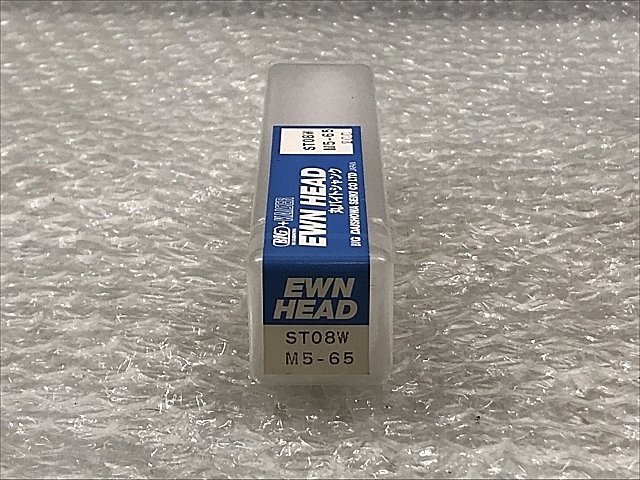 ST08W
M5-65
BIG+KAISER
EWN HEAD
丸バイトシャンク
BIG DAISHOWA SEIKI CO LTD JAPAN
EWN
HEAD
ST08W
M5-65